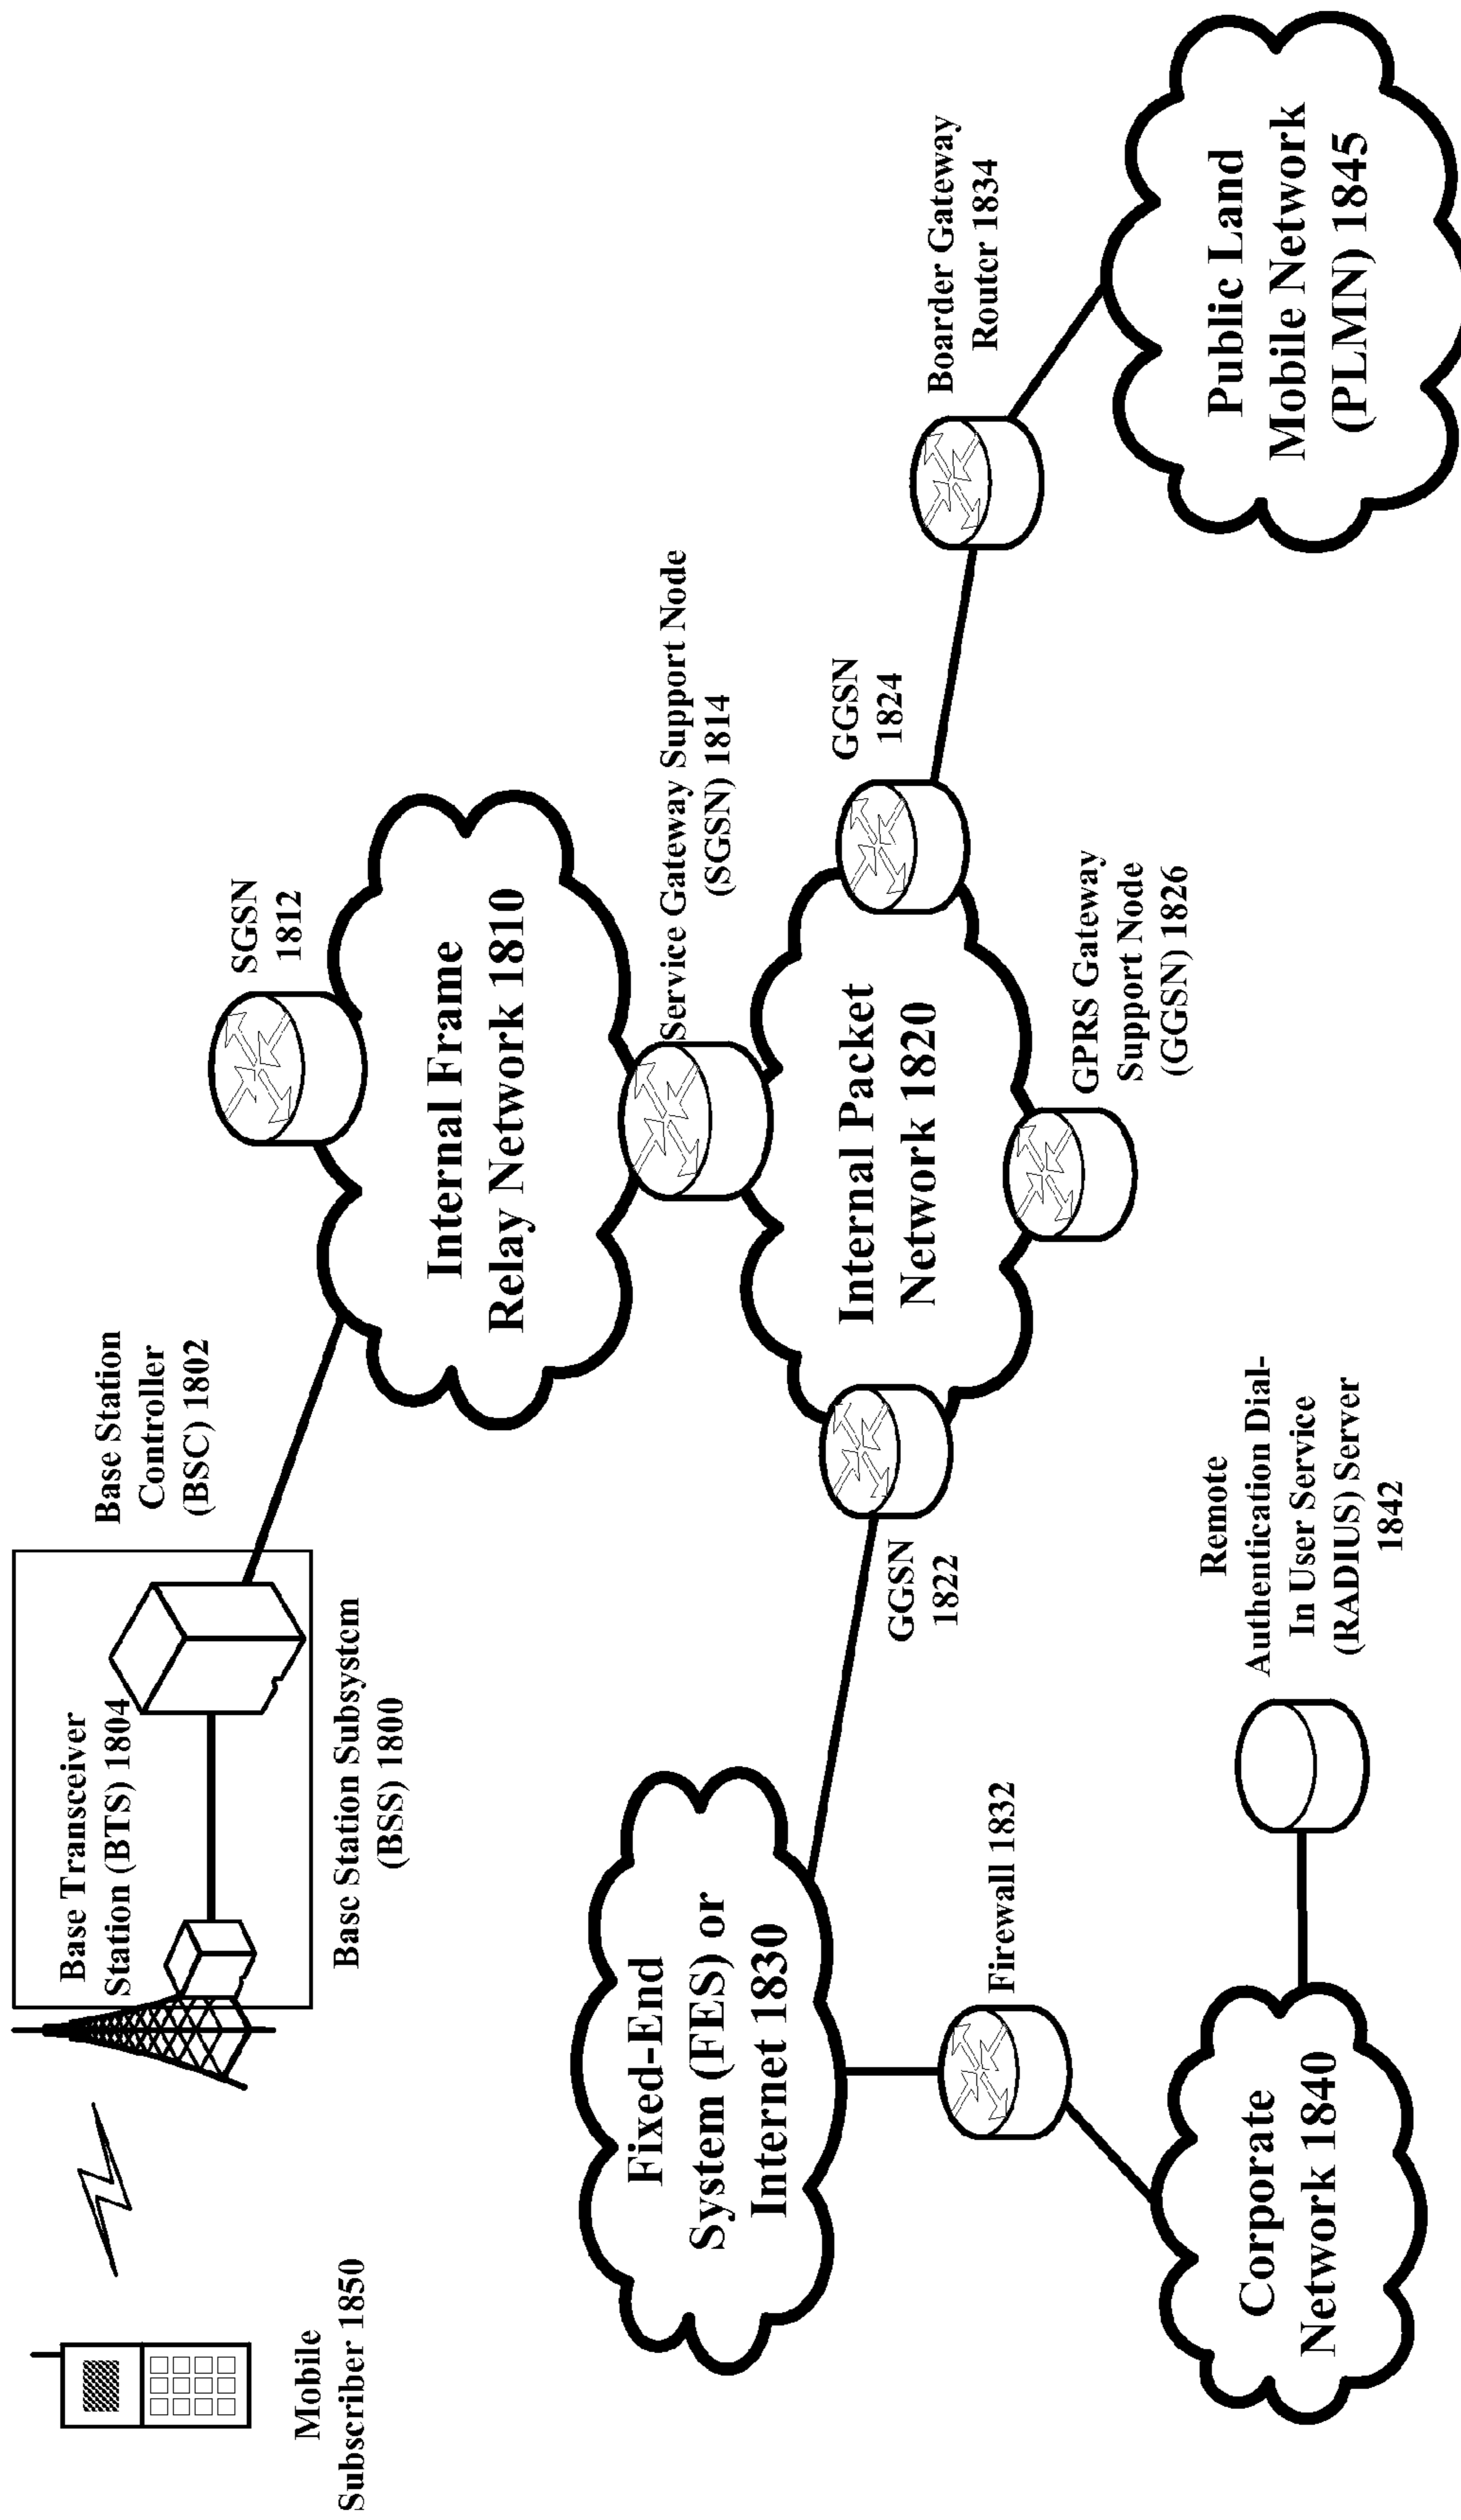 Mobile
Subscriber 1850
Base Transceiver
Station (BTS) 1804
Base Station Subsystem
(BSS) 1800
Base Station
Controller
(BSC) 1802
SGSN
1812
Internal Frame
Relay Network 1810
Service Gateway Support Node
(SGSN) 1814
Fixed-End
System (FES) or
Internet 1830
GGSN
1822
Internal Packet
Network 1820
GGSN
1824
Board​er Gateway
Router 1834
GPRS Gateway
Support Node
(GGSN) 1826
Firewall 1832
Corporate
Network 1840
Remote
Authentication Dial-
In User Service
(RADIUS) Server
1842
Public Land
Mobile Network
(PLMN) 1845